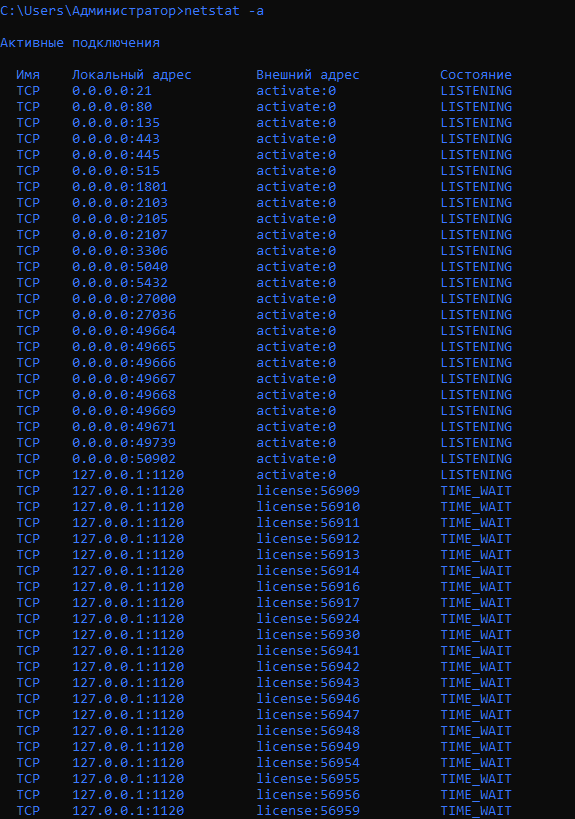 C:\Users\Администратор>netstat -a
Активные подключения
Имя Локальный адрес Внешний адрес Состояние
TCP 0.0.0.0:21 activate:0 LISTENING
TCP 0.0.0.0:80 activate:0 LISTENING
TCP 0.0.0.0:135 activate:0 LISTENING
TCP 0.0.0.0:443 activate:0 LISTENING
TCP 0.0.0.0:445 activate:0 LISTENING
TCP 0.0.0.0:515 activate:0 LISTENING
TCP 0.0.0.0:1801 activate:0 LISTENING
TCP 0.0.0.0:2103 activate:0 LISTENING
TCP 0.0.0.0:2105 activate:0 LISTENING
TCP 0.0.0.0:2107 activate:0 LISTENING
TCP 0.0.0.0:3306 activate:0 LISTENING
TCP 0.0.0.0:5040 activate:0 LISTENING
TCP 0.0.0.0:5432 activate:0 LISTENING
TCP 0.0.0.0:27000 activate:0 LISTENING
TCP 0.0.0.0:27036 activate:0 LISTENING
TCP 0.0.0.0:49664 activate:0 LISTENING
TCP 0.0.0.0:49665 activate:0 LISTENING
TCP 0.0.0.0:49666 activate:0 LISTENING
TCP 0.0.0.0:49667 activate:0 LISTENING
TCP 0.0.0.0:49668 activate:0 LISTENING
TCP 0.0.0.0:49669 activate:0 LISTENING
TCP 0.0.0.0:49671 activate:0 LISTENING
TCP 0.0.0.0:49739 activate:0 LISTENING
TCP 0.0.0.0:50902 activate:0 LISTENING
TCP 127.0.0.1:1120 activate:0 LISTENING
TCP 127.0.0.1:1120 license:56909 TIME_WAIT
TCP 127.0.0.1:1120 license:56910 TIME_WAIT
TCP 127.0.0.1:1120 license:56911 TIME_WAIT
TCP 127.0.0.1:1120 license:56912 TIME_WAIT
TCP 127.0.0.1:1120 license:56913 TIME_WAIT
TCP 127.0.0.1:1120 license:56914 TIME_WAIT
TCP 127.0.0.1:1120 license:56916 TIME_WAIT
TCP 127.0.0.1:1120 license:56917 TIME_WAIT
TCP 127.0.0.1:1120 license:56924 TIME_WAIT
TCP 127.0.0.1:1120 license:56930 TIME_WAIT
TCP 127.0.0.1:1120 license:56941 TIME_WAIT
TCP 127.0.0.1:1120 license:56942 TIME_WAIT
TCP 127.0.0.1:1120 license:56943 TIME_WAIT
TCP 127.0.0.1:1120 license:56946 TIME_WAIT
TCP 127.0.0.1:1120 license:56947 TIME_WAIT
TCP 127.0.0.1:1120 license:56948 TIME_WAIT
TCP 127.0.0.1:1120 license:56949 TIME_WAIT
TCP 127.0.0.1:1120 license:56954 TIME_WAIT
TCP 127.0.0.1:1120 license:56955 TIME_WAIT
TCP 127.0.0.1:1120 license:56956 TIME_WAIT
TCP 127.0.0.1:1120 license:56959 TIME_WAIT